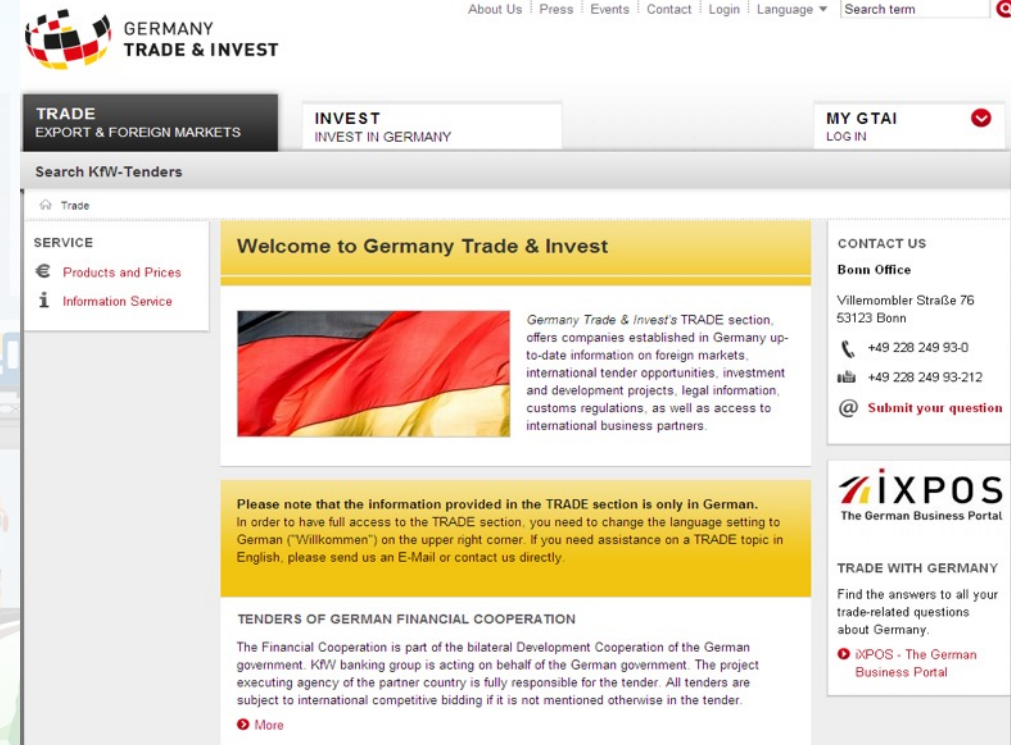 About Us Press Events Contact Login Language Search term
GERMANY
TRADE & INVEST
TRADE
EXPORT & FOREIGN MARKETS
INVEST
INVEST IN GERMANY
MY GTAI
LOG IN
Search KfW-Tenders
Trade
SERVICE
€ Products and Prices
i Information Service
Welcome to Germany Trade & Invest
Germany Trade & Invest's TRADE section,
offers companies established in Germany up-
to-date information on foreign markets,
international tender opportunities, investment
and development projects, legal information,
customs regulations, as well as access to
international business partners.
Please note that the information provided in the TRADE section is only in German.
In order to have full access to the TRADE section, you need to change the language setting to
German ("Willkommen") on the upper right corner. If you need assistance on a TRADE topic in
English, please send us an E-Mail or contact us directly.
TENDERS OF GERMAN FINANCIAL COOPERATION
The Financial Cooperation is part of the bilateral Development Cooperation of the German
government. KfW banking group is acting on behalf of the German government. The project
executing agency of the partner country is fully responsible for the tender. All tenders are
subject to international competitive bidding if it is not mentioned otherwise in the tender.
More
CONTACT US
Bonn Office
Villemombler Straße 76
53123 Bonn
+49 228 249 93-0
+49 228 249 93-212
@ Submit your question
iXPOS
The German Business Portal
TRADE WITH GERMANY
Find the answers to all your
trade-related questions
about Germany.
iXPOS - The German
Business Portal